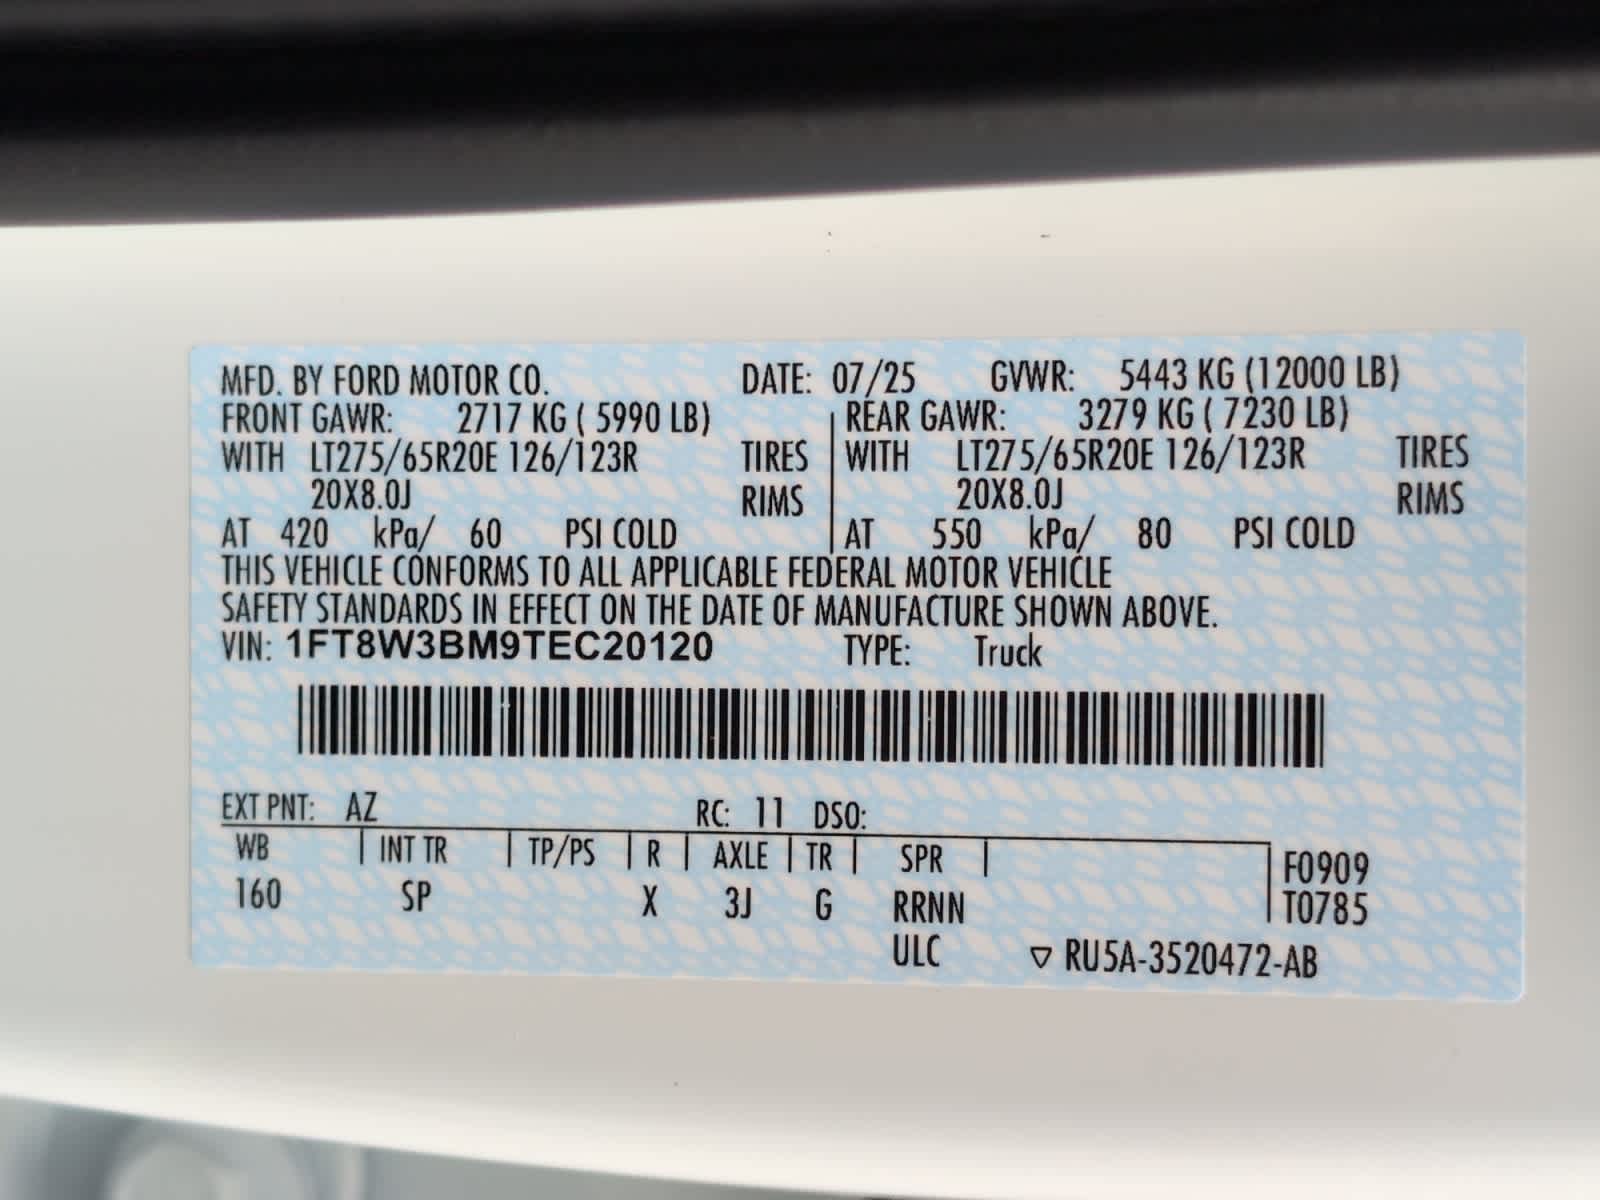 MFD. BY FORD MOTOR CO. DATE: 07/25 GVWR: 5443 KG (12000 LB)
FRONT GAWR: 2717 KG ( 5990 LB) REAR GAWR: 3279 KG ( 7230 LB)
WITH LT275/65R20E 126/123R TIRES WITH LT275/65R20E 126/123R TIRES
20X8.0J RIMS 20X8.0J RIMS
AT 420 kPa/ 60 PSI COLD AT 550 kPa/ 80 PSI COLD
THIS VEHICLE CONFORMS TO ALL APPLICABLE FEDERAL MOTOR VEHICLE
SAFETY STANDARDS IN EFFECT ON THE DATE OF MANUFACTURE SHOWN ABOVE.
VIN: 1FT8W3BM9TEC20120 TYPE: Truck
EXT PNT: AZ RC: 11 DSO:
WB INT TR TP/PS R AXLE TR SPR F0909
160 SP X 3J G RRNN T0785
ULC ▽ RU5A-3520472-AB